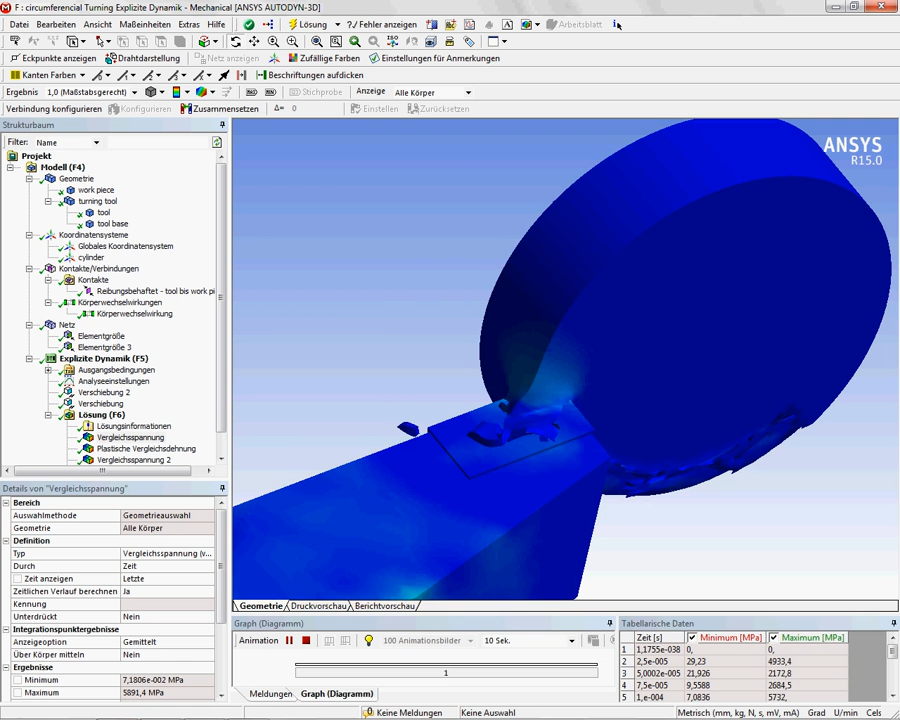 F : circumferencial Turning Explizite Dynamik - Mechanical [ANSYS AUTODYN-3D]
Datei Bearbeiten Ansicht Maßeinheiten Extras Hilfe Lösung ?./ Fehler anzeigen Arbeitsblatt
Eckpunkte anzeigen Drahtdarstellung Netz anzeigen Zufällige Farben Einstellungen für Anmerkungen
Kanten Farben Beschriftungen aufdicken
Ergebnis 1,0 (Maßstabsgerecht) Stichprobe Anzeige Alle Körper
Verbindung konfigurieren Konfigurieren Zusammensetzen Δ= 0 Einstellen Zurücksetzen
Strukturbaum
Filter: Name
Projekt
Modell (F4)
Geometrie
work piece
turning tool
tool
tool base
Koordinatensysteme
Globales Koordinatensystem
cylinder
Kontakte/Verbindungen
Kontakte
Reibungsbehaftet - tool bis work pi
Körperwechselwirkungen
Körperwechselwirkung
Netz
Elementgröße
Elementgröße 3
Explizite Dynamik (F5)
Ausgangsbedingungen
Analyseeinstellungen
Verschiebung 2
Verschiebung
Lösung (F6)
Lösungsinformationen
Vergleichsspannung
Plastische Vergleichsdehnung
Vergleichsspannung 2
ANSYS
R15.0
Details von "Vergleichsspannung"
Bereich
Auswahlmethode Geometrieauswahl
Geometrie Alle Körper
Definition
Typ Vergleichsspannung (v...
Durch Zeit
Zeit anzeigen Letzte
Zeitlichen Verlauf berechnen Ja
Kennung
Unterdrückt Nein
Integrationspunktergebnisse
Anzeigeoption Gemittelt
Über Körper mitteln Nein
Ergebnisse
Minimum 7,1806e-002 MPa
Maximum 5891,4 MPa
Geometrie Druckvorschau Berichtvorschau
Graph (Diagramm)
Animation 100 Animationsbilder 10 Sek.
1
Meldungen Graph (Diagramm)
Tabellarische Daten
Zeit [s] Minimum [MPa] Maximum [MPa]
1 1,1755e-038 0, 0,
2 2,5e-005 29,23 4933,4
3 5,0002e-005 21,926 2172,8
4 7,5e-005 9,5588 2684,5
5 1,e-004 7,0836 5732,
Keine Meldungen Keine Auswahl Metrisch (mm, kg, N, s, mV, mA) Grad U/min Cels